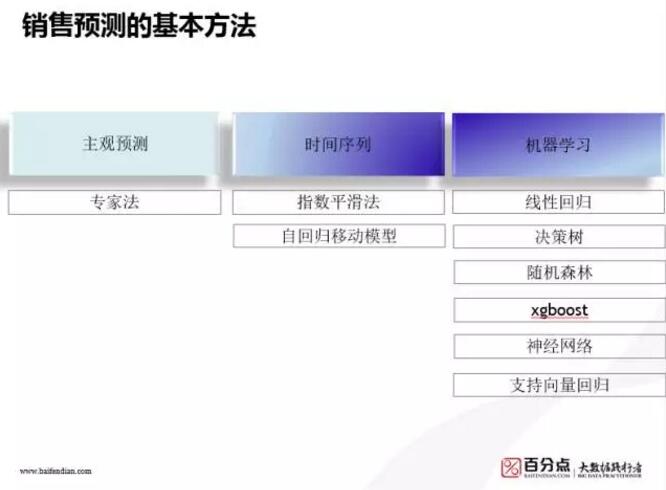 销售预测的基本方法
主观预测
专家法
时间序列
指数平滑法
自回归移动模型
机器学习
线性回归
决策树
随机森林
xgboost
神经网络
支持向量回归
www.baifendian.com
百分点
BAIFENDIAN.COM
大数据践行者
BIG DATA PRACTITIONER